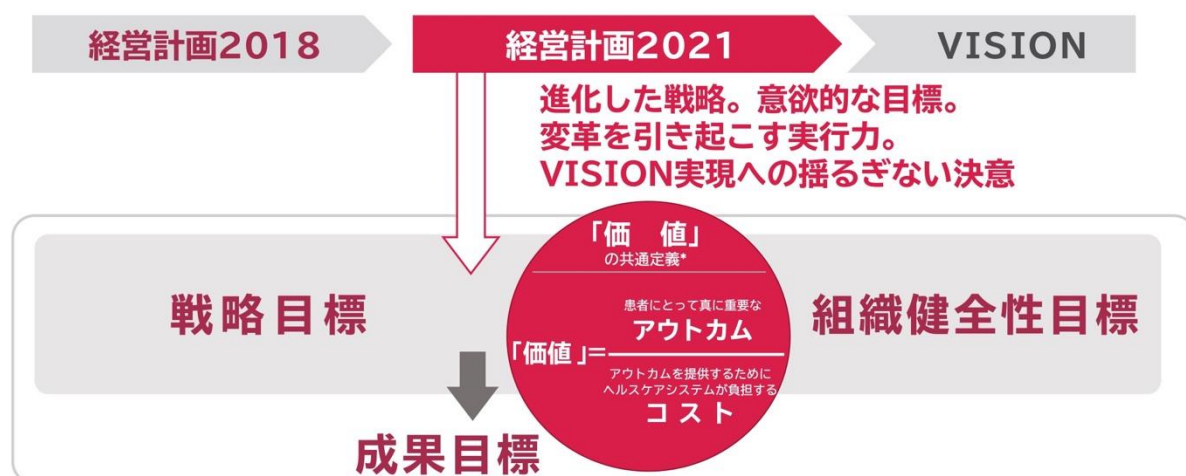 経営計画2018
経営計画2021
VISION
進化した戦略。意欲的な目標。
変革を引き起こす実行力。
VISION実現への揺るぎない決意
「価　値」
の共通定義*
戦略目標
患者にとって真に重要な
アウトカム
「価値」=
アウトカムを提供するために
ヘルスケアシステムが負担する
コスト
組織健全性目標
成果目標